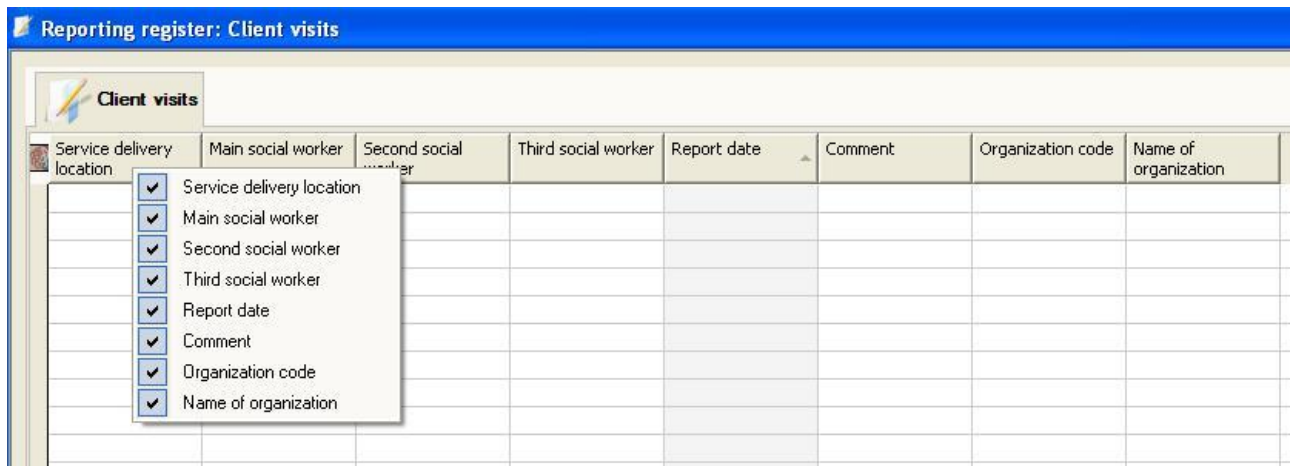 Reporting register: Client visits
Client visits
Service delivery
location
Main social worker
Second social
worker
Third social worker
Report date
Comment
Organization code
Name of
organization
Service delivery location
Main social worker
Second social worker
Third social worker
Report date
Comment
Organization code
Name of organization